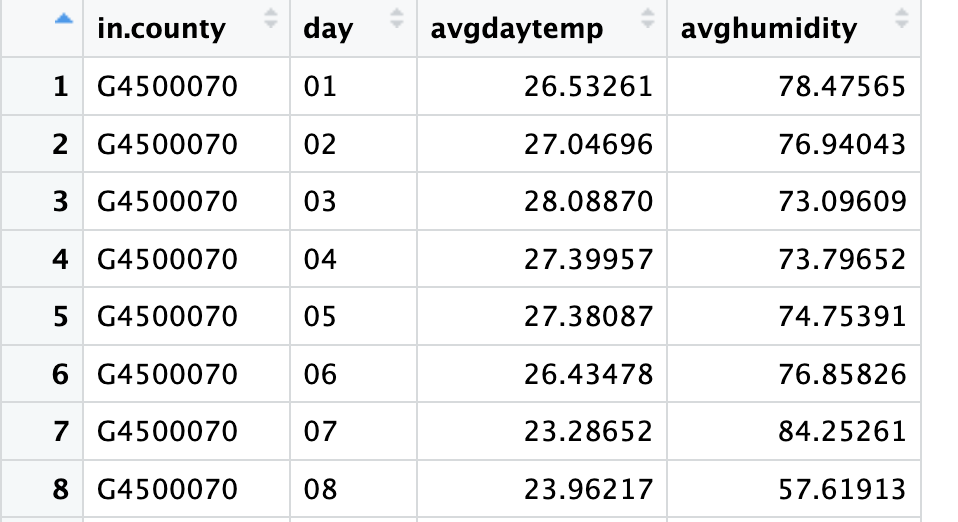 in.county day avgdaytemp avghumidity
1 G4500070 01 26.53261 78.47565
2 G4500070 02 27.04696 76.94043
3 G4500070 03 28.08870 73.09609
4 G4500070 04 27.39957 73.79652
5 G4500070 05 27.38087 74.75391
6 G4500070 06 26.43478 76.85826
7 G4500070 07 23.28652 84.25261
8 G4500070 08 23.96217 57.61913